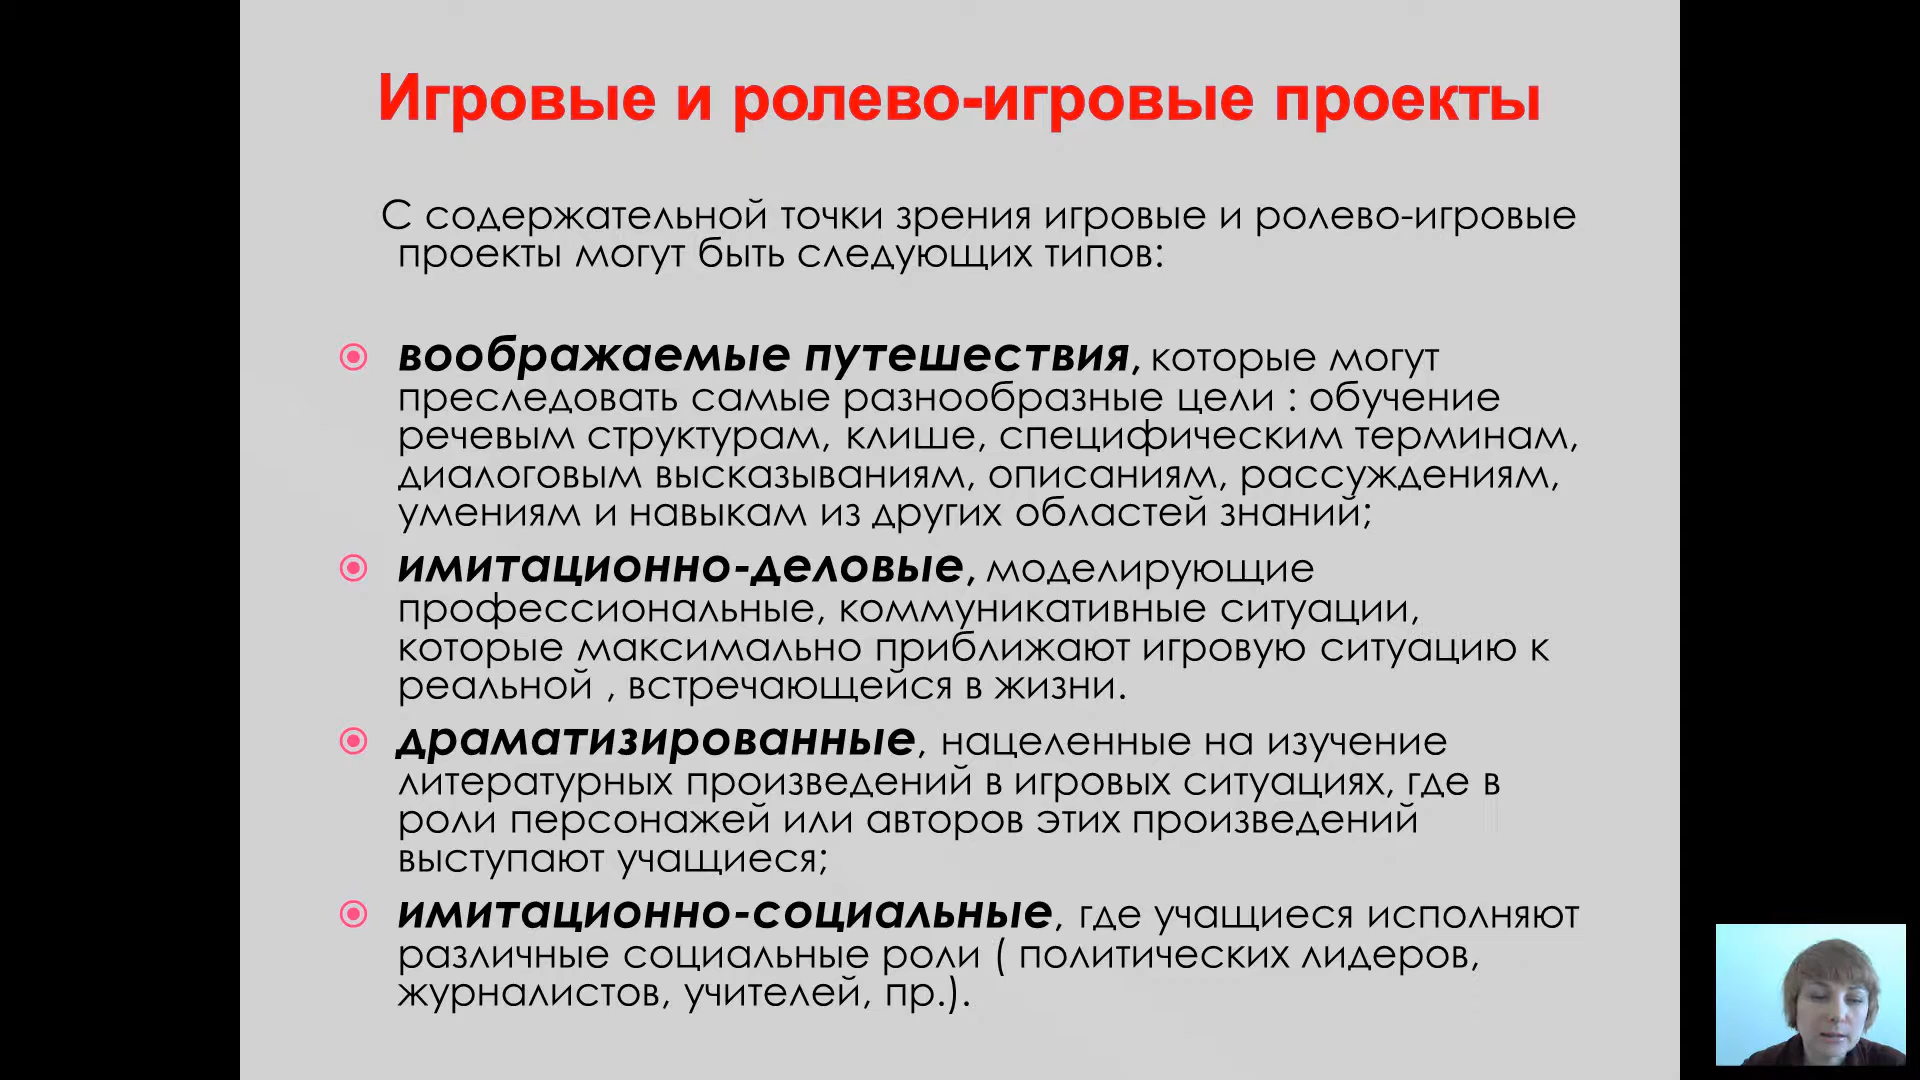 Игровые и ролево-игровые проекты
С содержательной точки зрения игровые и ролево-игровые
проекты могут быть следующих типов:
воображаемые путешествия, которые могут
преследовать самые разнообразные цели : обучение
речевым структурам, клише, специфическим терминам,
диалоговым высказываниям, описаниям, рассуждениям,
умениям и навыкам из других областей знаний;
имитационно-деловые, моделирующие
профессиональные, коммуникативные ситуации,
которые максимально приближают игровую ситуацию к
реальной , встречающейся в жизни.
драматизированные, нацеленные на изучение
литературных произведений в игровых ситуациях, где в
роли персонажей или авторов этих произведений
выступают учащиеся;
имитационно-социальные, где учащиеся исполняют
различные социальные роли ( политических лидеров,
журналистов, учителей, пр.).